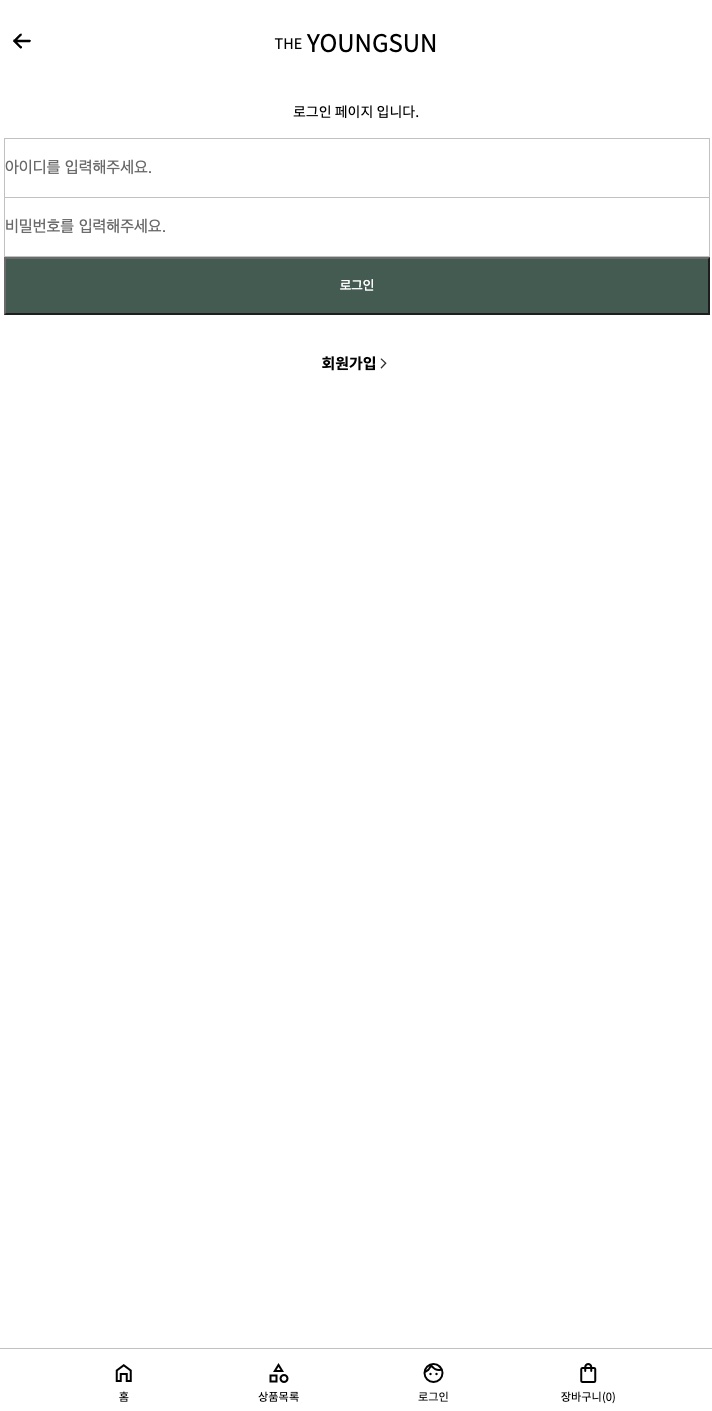 THE YOUNGSUN
로그인 페이지 입니다.
아이디를 입력해주세요.
비밀번호를 입력해주세요.
로그인
회원가입
홈 상품목록 로그인 장바구니(0)